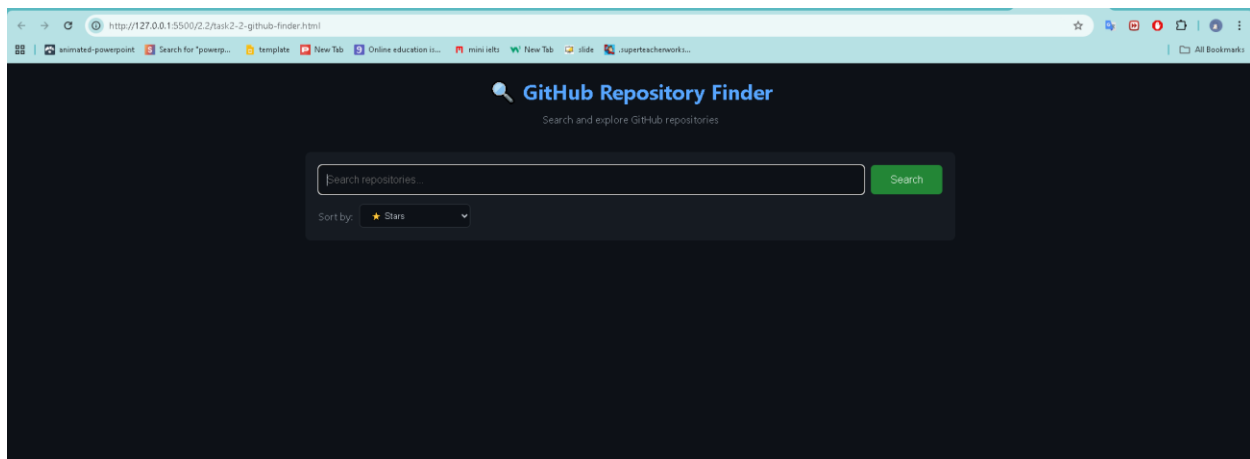 http://127.0.0.1:5500/2.2/task2-2-github-finder.html
animated-powerpoint Search for "powerp... template New Tab Online education is... mini ielts New Tab slide .superteacherworks... All Bookmarks
GitHub Repository Finder
Search and explore GitHub repositories
Search repositories... Search
Sort by: ★ Stars